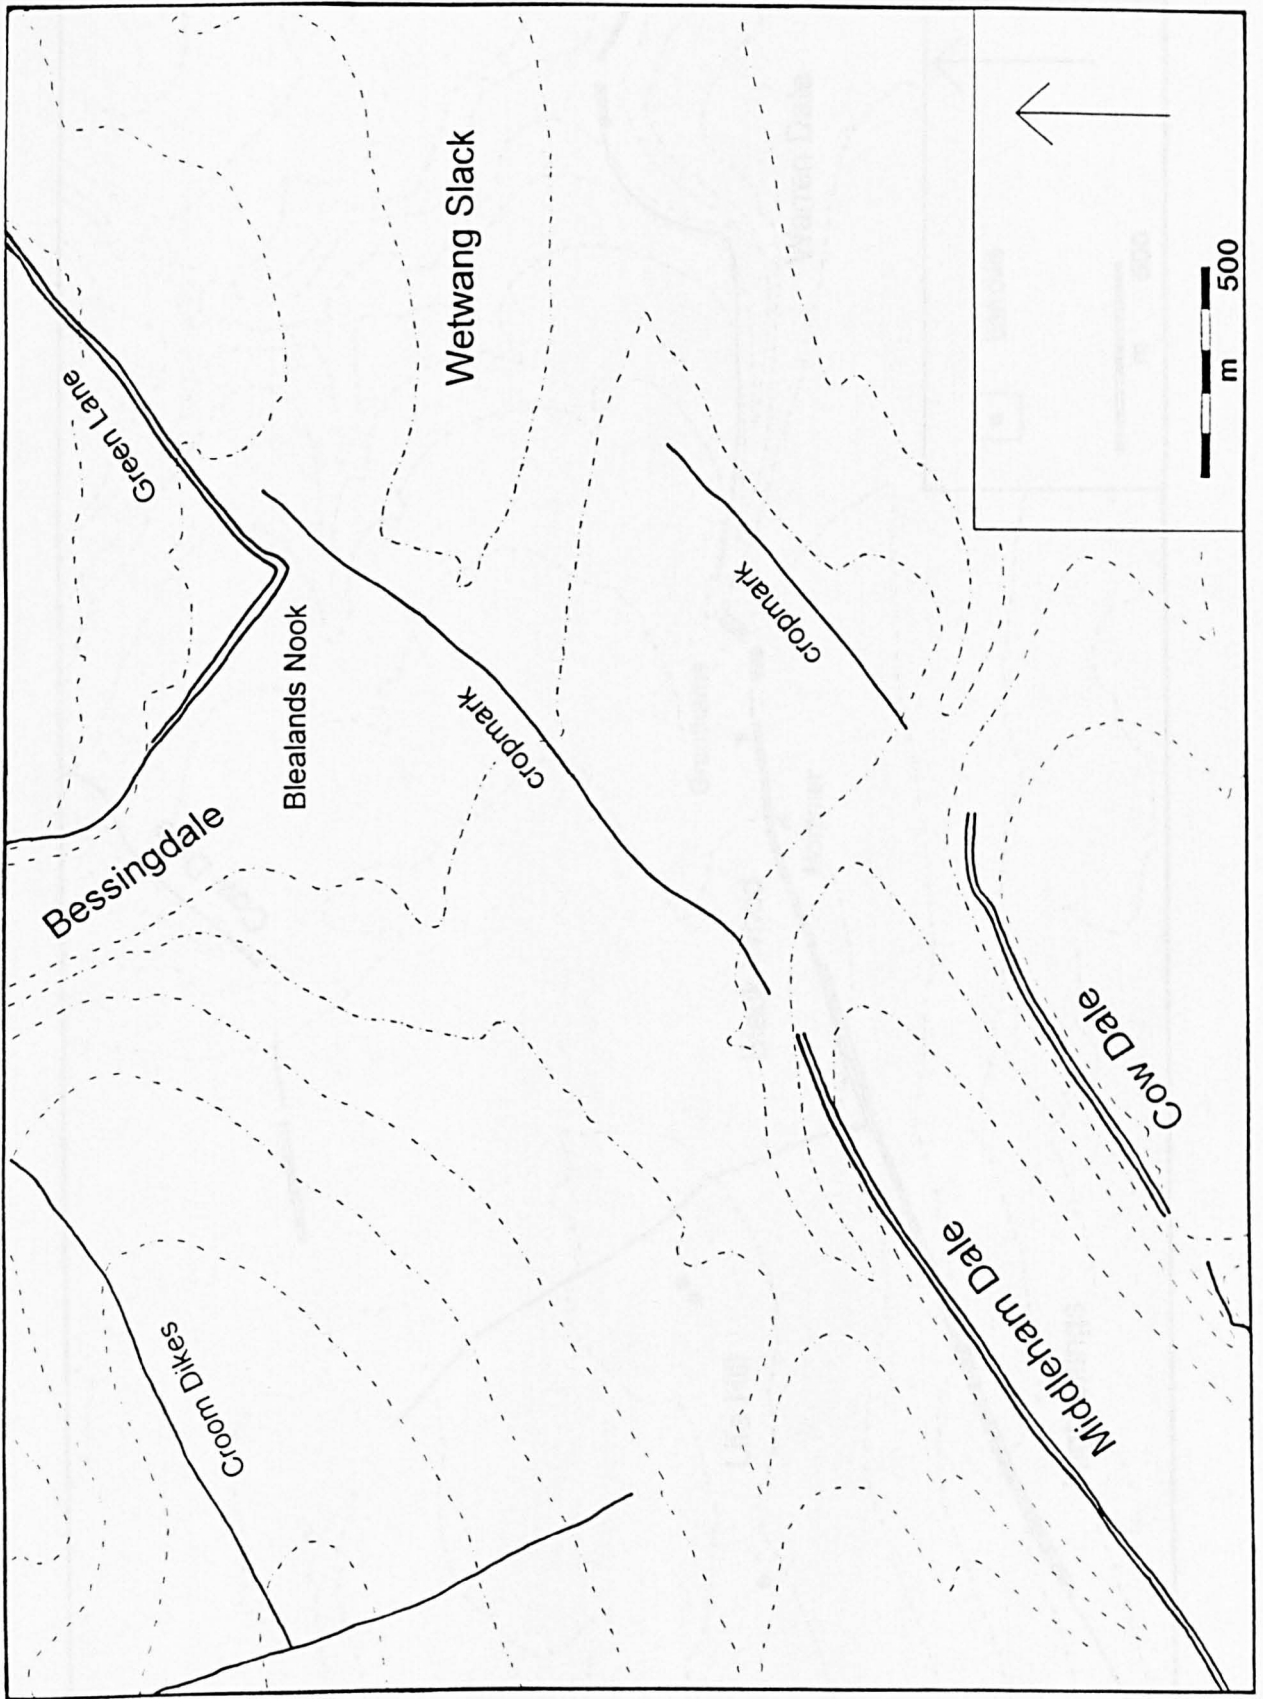 Green Lane
Wetwang Slack
Blealands Nook
Bessingdale
cropmark
cropmark
Croom Dikes
Middleham Dale
Cow Dale
m 500